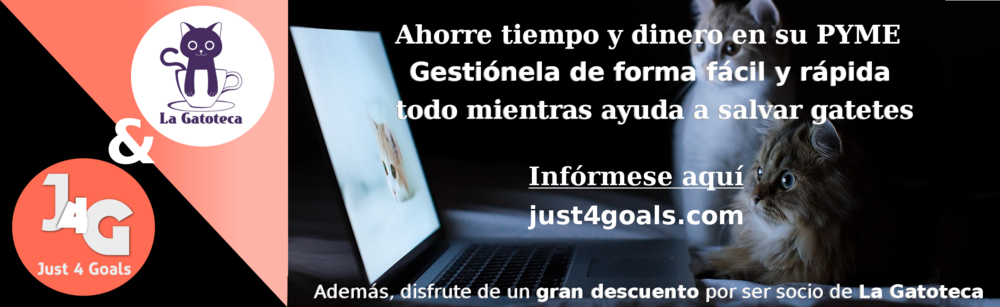 La Gatoteca
&
J4G
Just 4 Goals
Ahorre tiempo y dinero en su PYME
Gestiónela de forma fácil y rápida
todo mientras ayuda a salvar gatetes
Infórmese aquí
just4goals.com
Además, disfrute de un gran descuento por ser socio de La Gatoteca